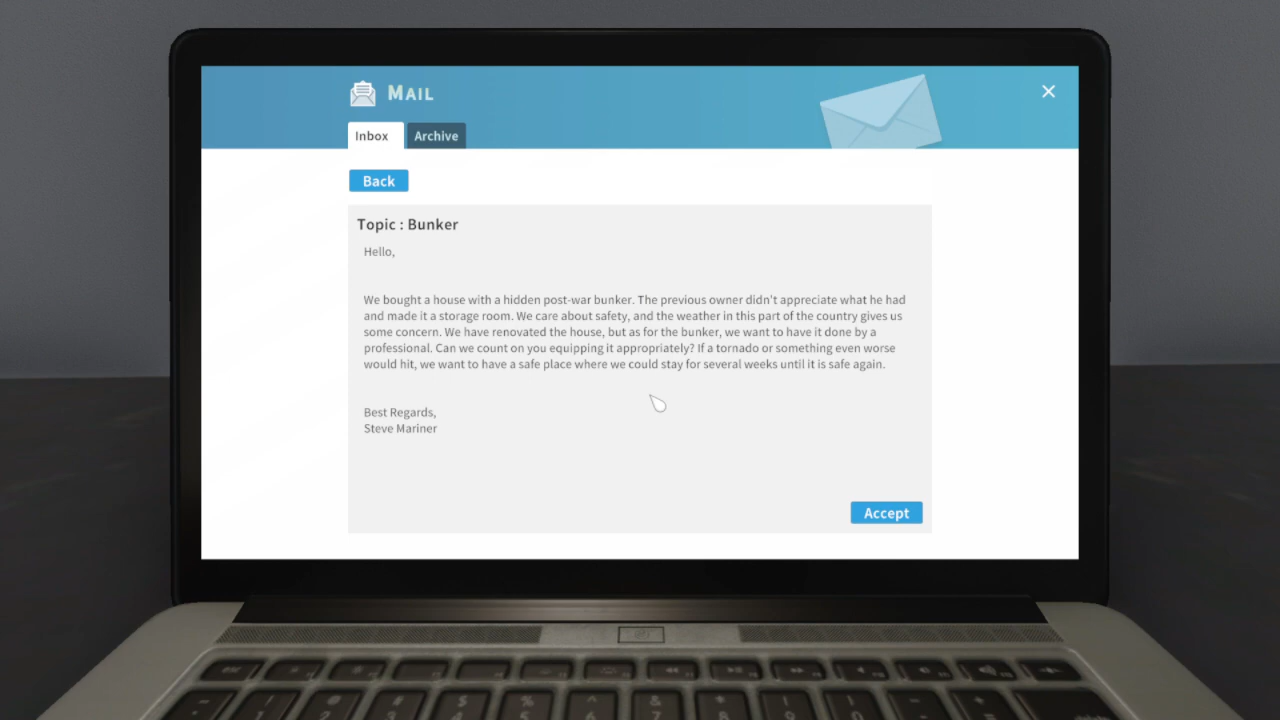 Mail
Inbox
Archive
Back
Topic : Bunker
Hello,
We bought a house with a hidden post-war bunker. The previous owner didn't appreciate what he had
and made it a storage room. We care about safety, and the weather in this part of the country gives us
some concern. We have renovated the house, but as for the bunker, we want to have it done by a
professional. Can we count on you equipping it appropriately? If a tornado or something even worse
would hit, we want to have a safe place where we could stay for several weeks until it is safe again.
Best Regards,
Steve Mariner
Accept